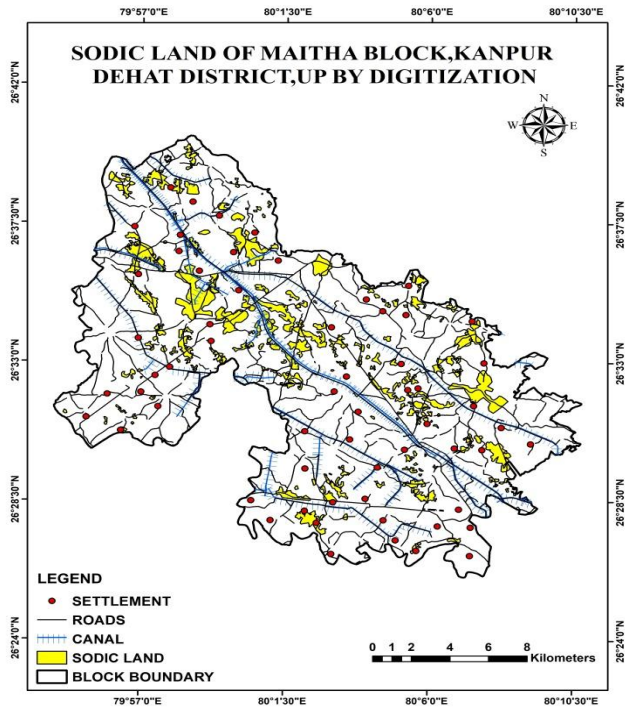 79°57'0"E 80°1'30"E 80°6'0"E 80°10'30"E
SODIC LAND OF MAITHA BLOCK,KANPUR
DEHAT DISTRICT,UP BY DIGITIZATION
26°42'0"N 26°42'0"N
N
W E
S
26°37'30"N 26°37'30"N
26°33'0"N 26°33'0"N
26°28'30"N 26°28'30"N
LEGEND
SETTLEMENT
ROADS
CANAL
SODIC LAND
BLOCK BOUNDARY
26°24'0"N 26°24'0"N
0 1 2 4 6 8
Kilometers
79°57'0"E 80°1'30"E 80°6'0"E 80°10'30"E